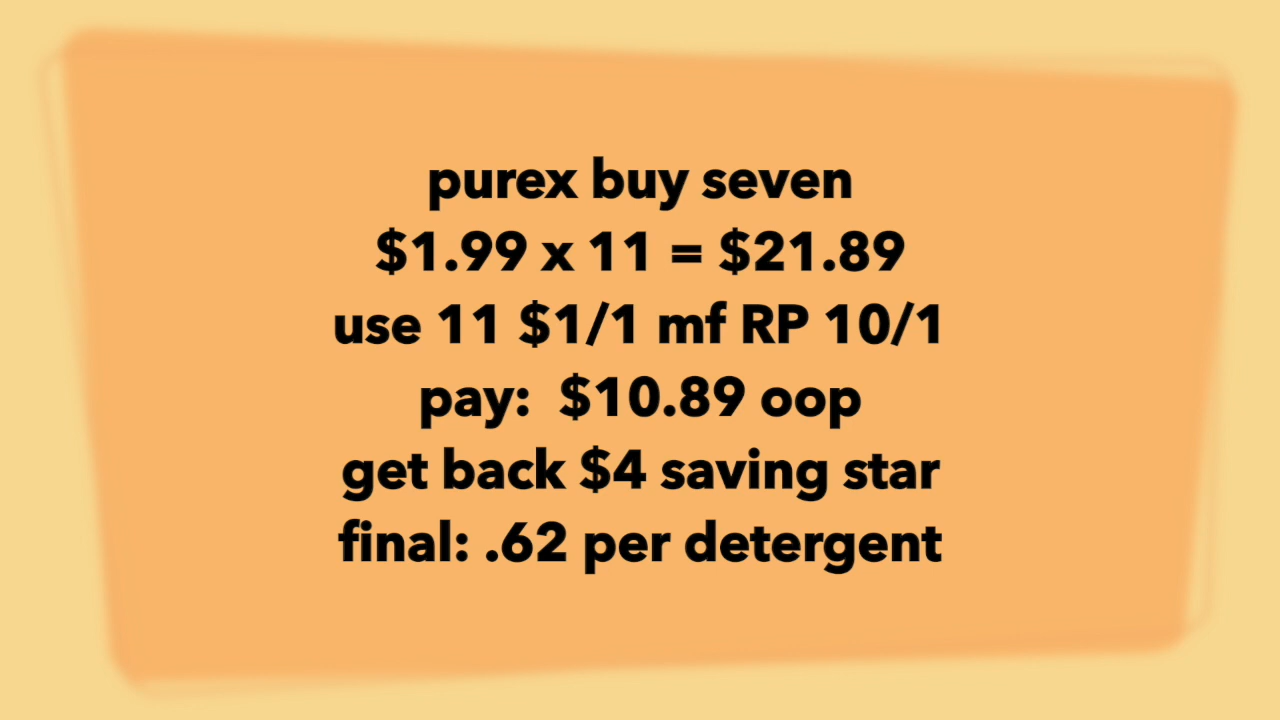 purex buy seven
$1.99 x 11 = $21.89
use 11 $1/1 mf RP 10/1
pay: $10.89 oop
get back $4 saving star
final: .62 per detergent